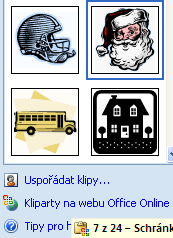 Uspořádat klipy...
Kliparty na webu Office Online
Tipy pro h
7 z 24 – Schránk